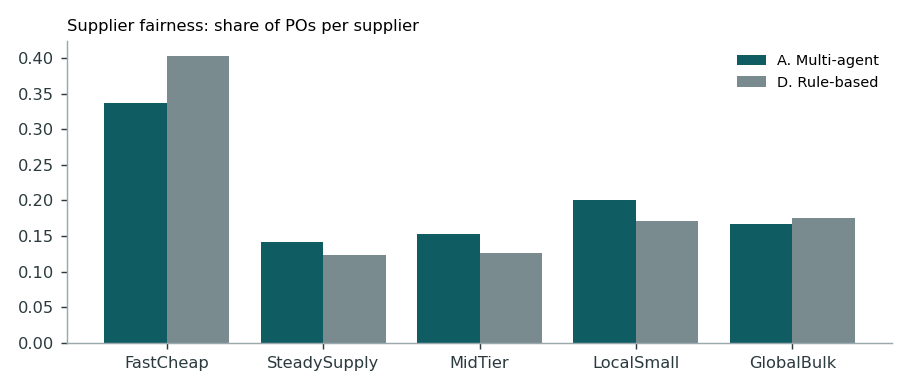 Supplier fairness: share of POs per supplier
A. Multi-agent
D. Rule-based
0.40
0.35
0.30
0.25
0.20
0.15
0.10
0.05
0.00
FastCheap SteadySupply MidTier LocalSmall GlobalBulk